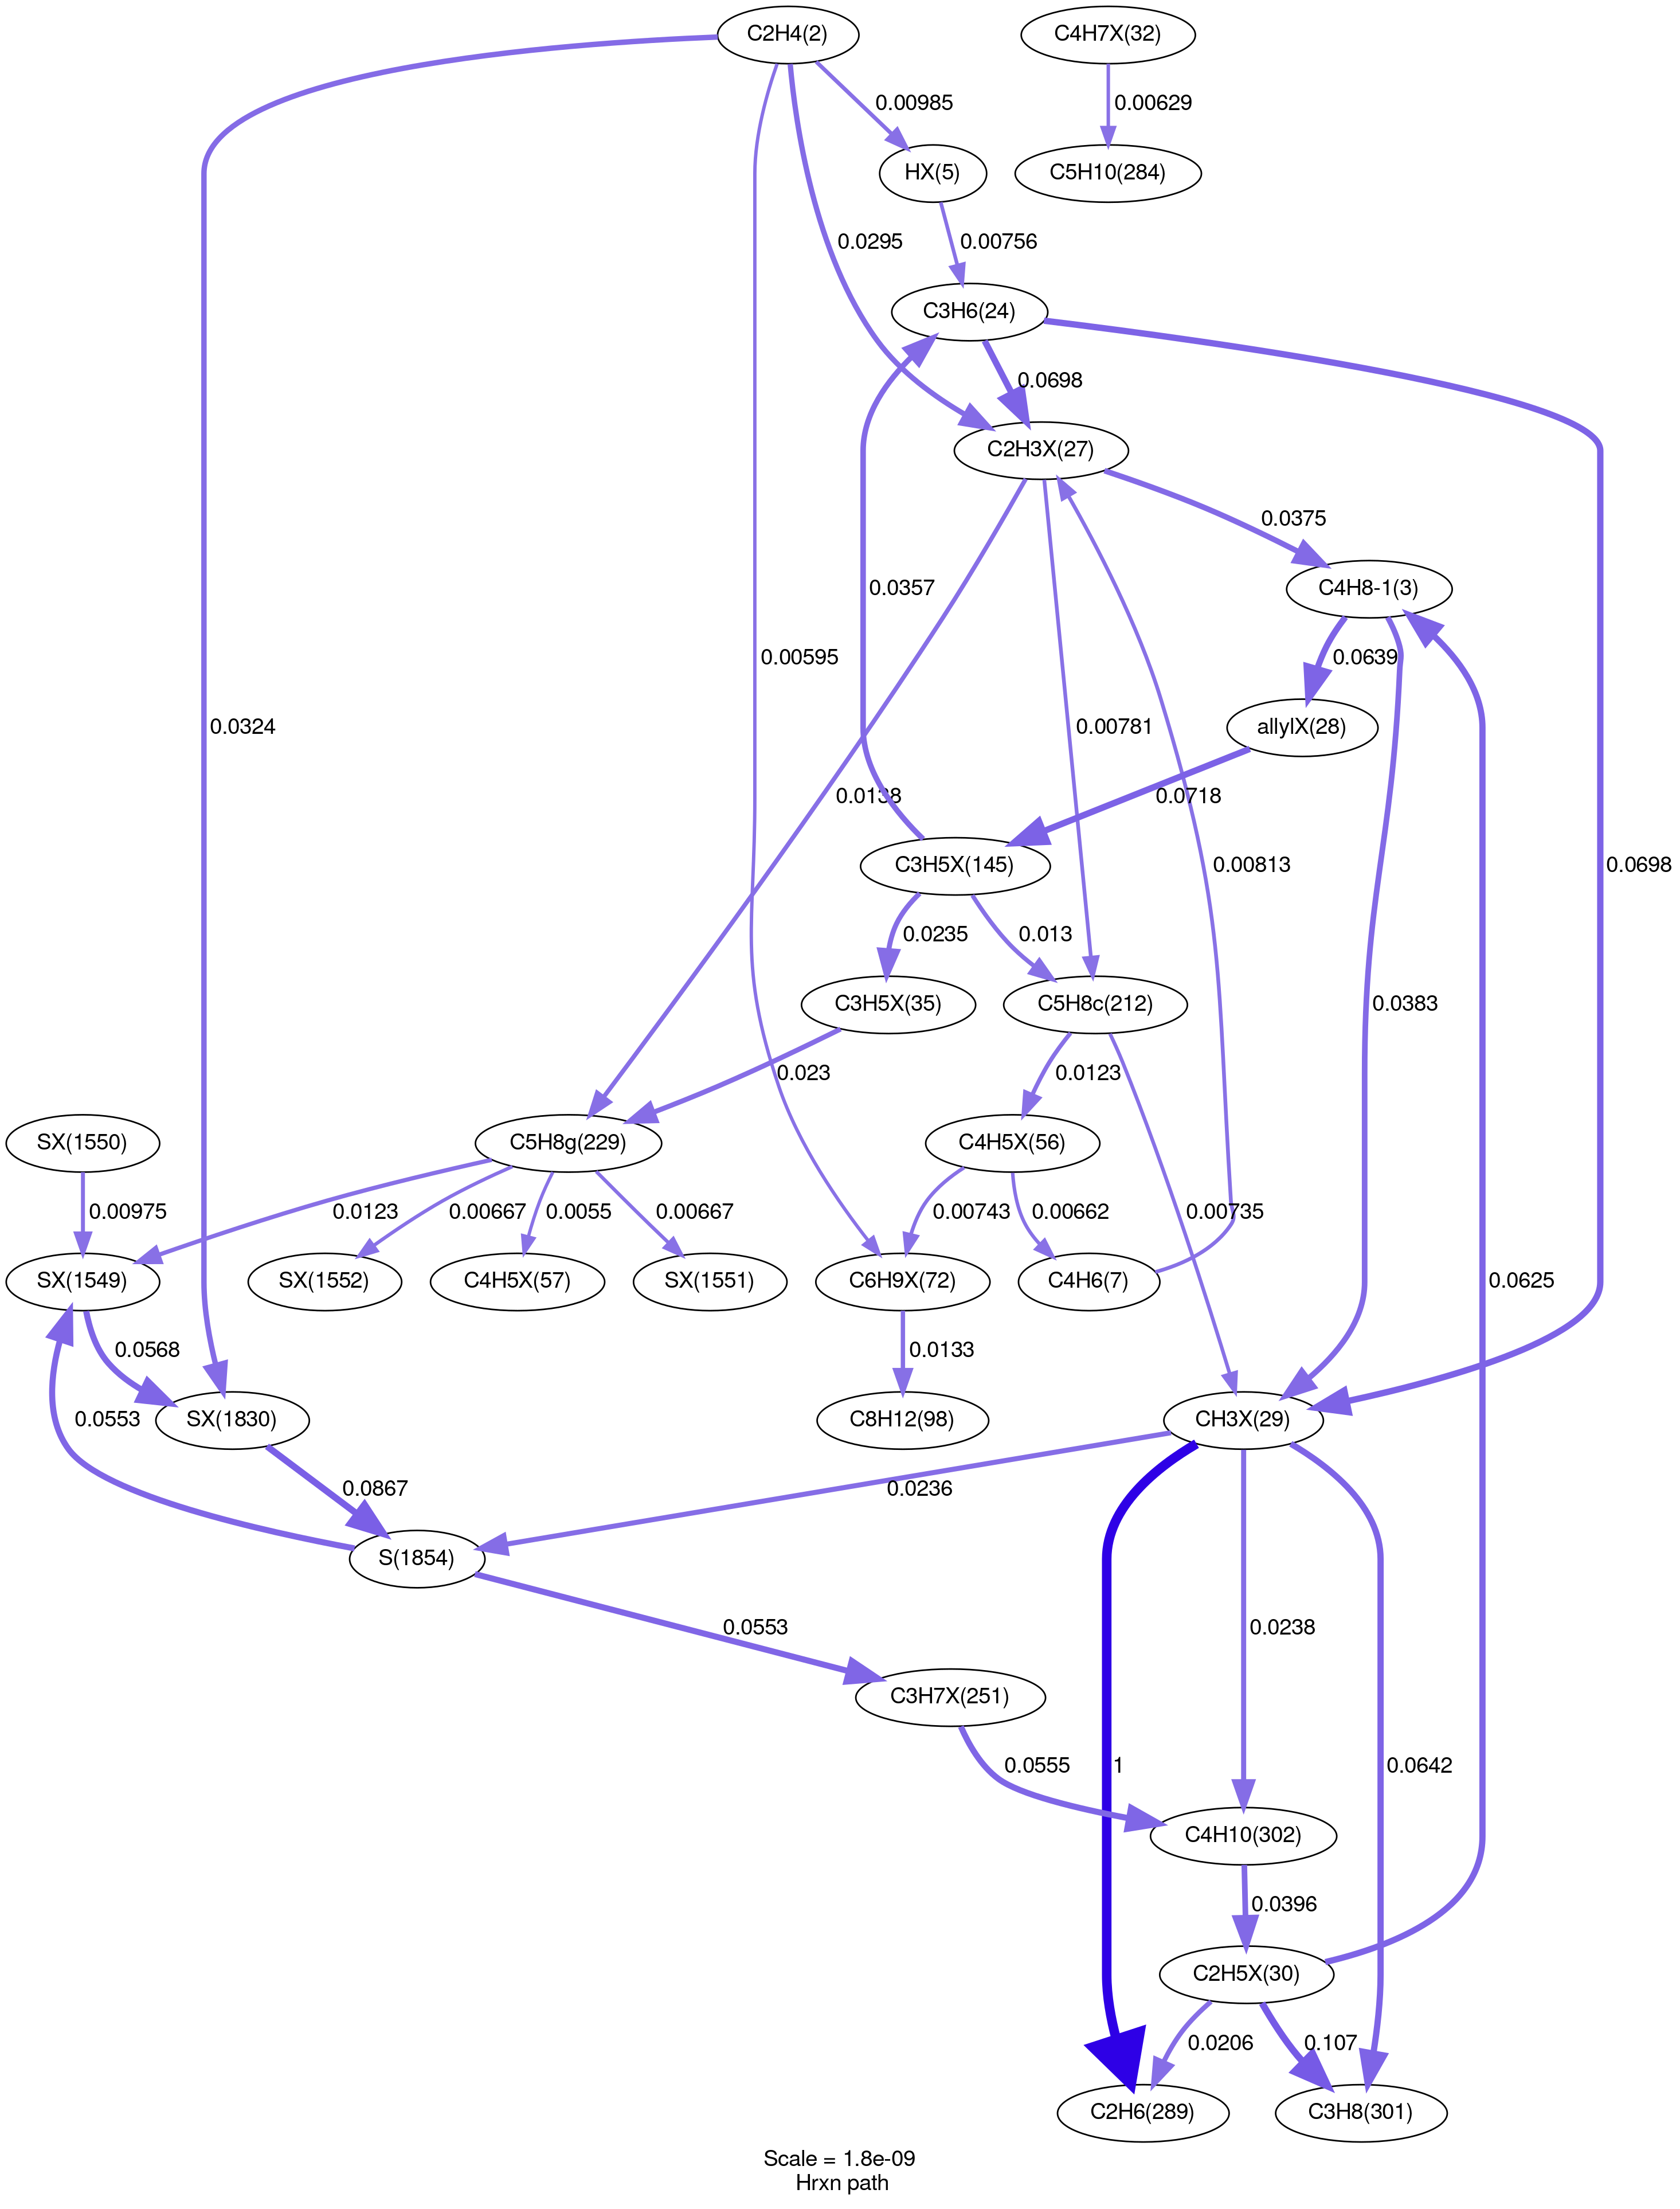 C2H4(2)
C4H7X(32)
0.00985
0.00629
HX(5)
C5H10(284)
0.0295
0.00756
C3H6(24)
0.0698
C2H3X(27)
0.0375
0.0357
C4H8-1(3)
0.00595
0.0639
0.0324
0.00781
allylX(28)
0.0138
0.0718
0.00813
0.0698
C3H5X(145)
0.0235
0.013
C3H5X(35)
C5H8c(212)
0.0383
0.023
0.0123
SX(1550)
C5H8g(229)
C4H5X(56)
0.00975
0.0123
0.00667
0.0055
0.00667
0.00743
0.00662
0.00735
SX(1549)
SX(1552)
C4H5X(57)
SX(1551)
C6H9X(72)
C4H6(7)
0.0625
0.0568
0.0133
0.0553
SX(1830)
C8H12(98)
CH3X(29)
0.0867
0.0236
S(1854)
0.0553
0.0238
C3H7X(251)
0.0555
1
0.0642
C4H10(302)
0.0396
C2H5X(30)
0.0206
0.107
C2H6(289)
C3H8(301)
Scale = 1.8e-09
Hrxn path